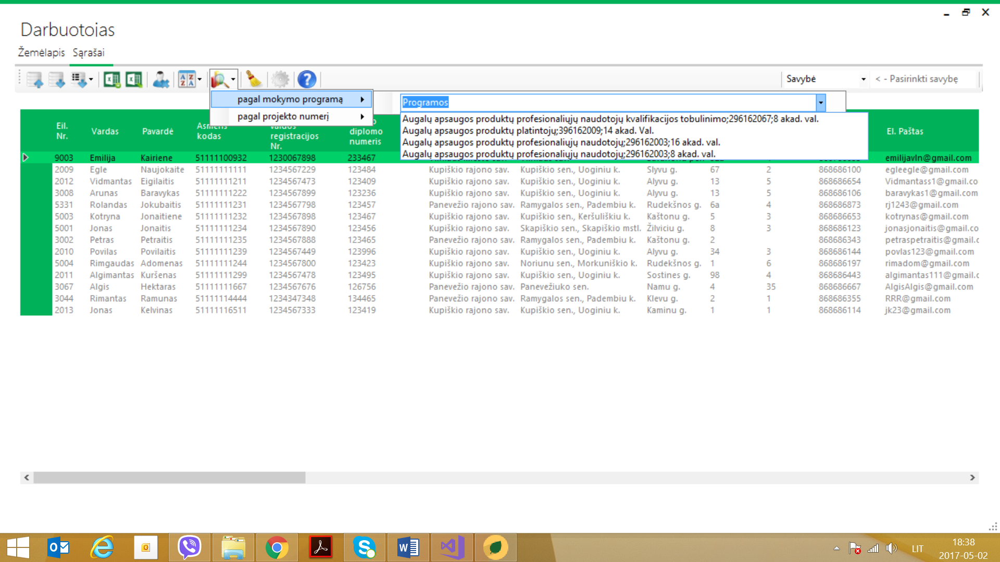 Darbuotojas
Žemėlapis Sąrašai
Savybė < - Pasirinkti savybę
pagal mokymo programą Programos
pagal projekto numerį
Augalų apsaugos produktų profesionaliųjų naudotojų kvalifikacijos tobulinimo;296162067;8 akad. val.
Augalų apsaugos produktų platintojų;396162009;14 akad. Val.
Augalų apsaugos produktų profesionaliųjų naudotojų;296162003;16 akad. val.
Augalų apsaugos produktų profesionaliųjų naudotojų;296162003;8 akad. val.
Eil. Nr. Vardas Pavardė Asmens kodas valdos registracijos Nr. diplomo numeris El. Paštas
9003 Emilija Kairiene 51111100932 1230067898 233467 emilijavln@gmail.com
2009 Egle Naujokaite 51111111111 1234567229 123484 Kupiškio rajono sav. Kupiškio sen., Uoginiu k. Slyvu g. 67 2 868686100 egleegle@gmail.com
2012 Vidmantas Eigilaitis 51111111211 1234567473 123409 Kupiškio rajono sav. Kupiškio sen., Uoginiu k. Alyvu g. 13 5 868686654 Vidmantass1@gmail.co
3008 Arunas Baravykas 51111111222 1234567899 123236 Kupiškio rajono sav. Kupiškio sen., Uoginiu k. Alyvu g. 13 5 868686106 baravykas1@gmail.com
5331 Rolandas Jokubaitis 51111111231 1234567798 123457 Panevežio rajono sav. Ramygalos sen., Padembiu k. Rudekšnos g. 6a 4 868686873 rj1243@gmail.com
5003 Kotryna Jonaitiene 51111111232 1234567898 123467 Kupiškio rajono sav. Kupiškio sen., Keršuliškiu k. Kaštonu g. 5 3 868686653 kotrynas@gmail.com
5001 Jonas Jonaitis 51111111234 1234567890 123456 Kupiškio rajono sav. Skapiškio sen., Skapiškio mstl. Žilviciu g. 8 3 868686123 jonasjonaitis@gmail.co
3002 Petras Petraitis 51111111235 1234567888 123465 Panevežio rajono sav. Ramygalos sen., Padembiu k. Kaštonu g. 2 868686343 petraspetraitis@gmail.c
2010 Povilas Povilaitis 51111111239 1234567449 123996 Kupiškio rajono sav. Kupiškio sen., Uoginiu k. Alyvu g. 34 3 868686144 povlas123@gmail.com
5004 Rimgaudas Adomenas 51111111244 1234567800 123423 Kupiškio rajono sav. Noriunu sen., Morkuniškio k. Rudekšnos g. 1 6 868686197 rimadom@gmail.com
2011 Algimantas Kuršenas 51111111299 1234567478 123495 Kupiškio rajono sav. Kupiškio sen., Uoginiu k. Sostines g. 98 4 868686443 algimantas111@gmail.c
3067 Algis Hektaras 51111111667 1234567676 126756 Panevežio rajono sav. Panevežiuko sen. Namu g. 4 35 868686667 AlgisAlgis@gmail.com
3044 Rimantas Ramunas 51111114444 1234347348 134465 Panevežio rajono sav. Ramygalos sen., Padembiu k. Klevu g. 2 1 868686355 RRR@gmail.com
2013 Jonas Kelvinas 51111116511 1234567333 123419 Kupiškio rajono sav. Kupiškio sen., Uoginiu k. Kaminu g. 1 1 868686114 jk23@gmail.com
LIT 18:38
2017-05-02